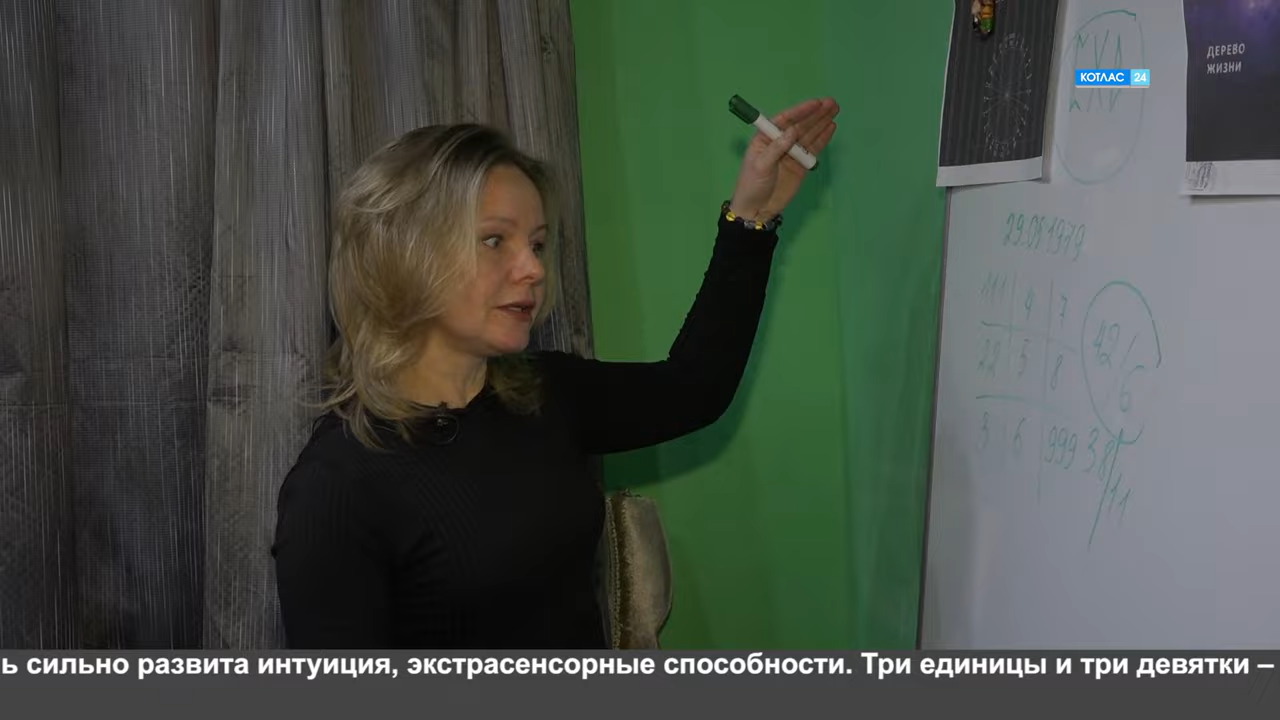 ДЕРЕВО
ЖИЗНИ
КОТЛАС 24
29.05.1979
111 4 7
22 5 8
3 6 999
42/6
38/11
ь сильно развита интуиция, экстрасенсорные способности. Три единицы и три девятки –